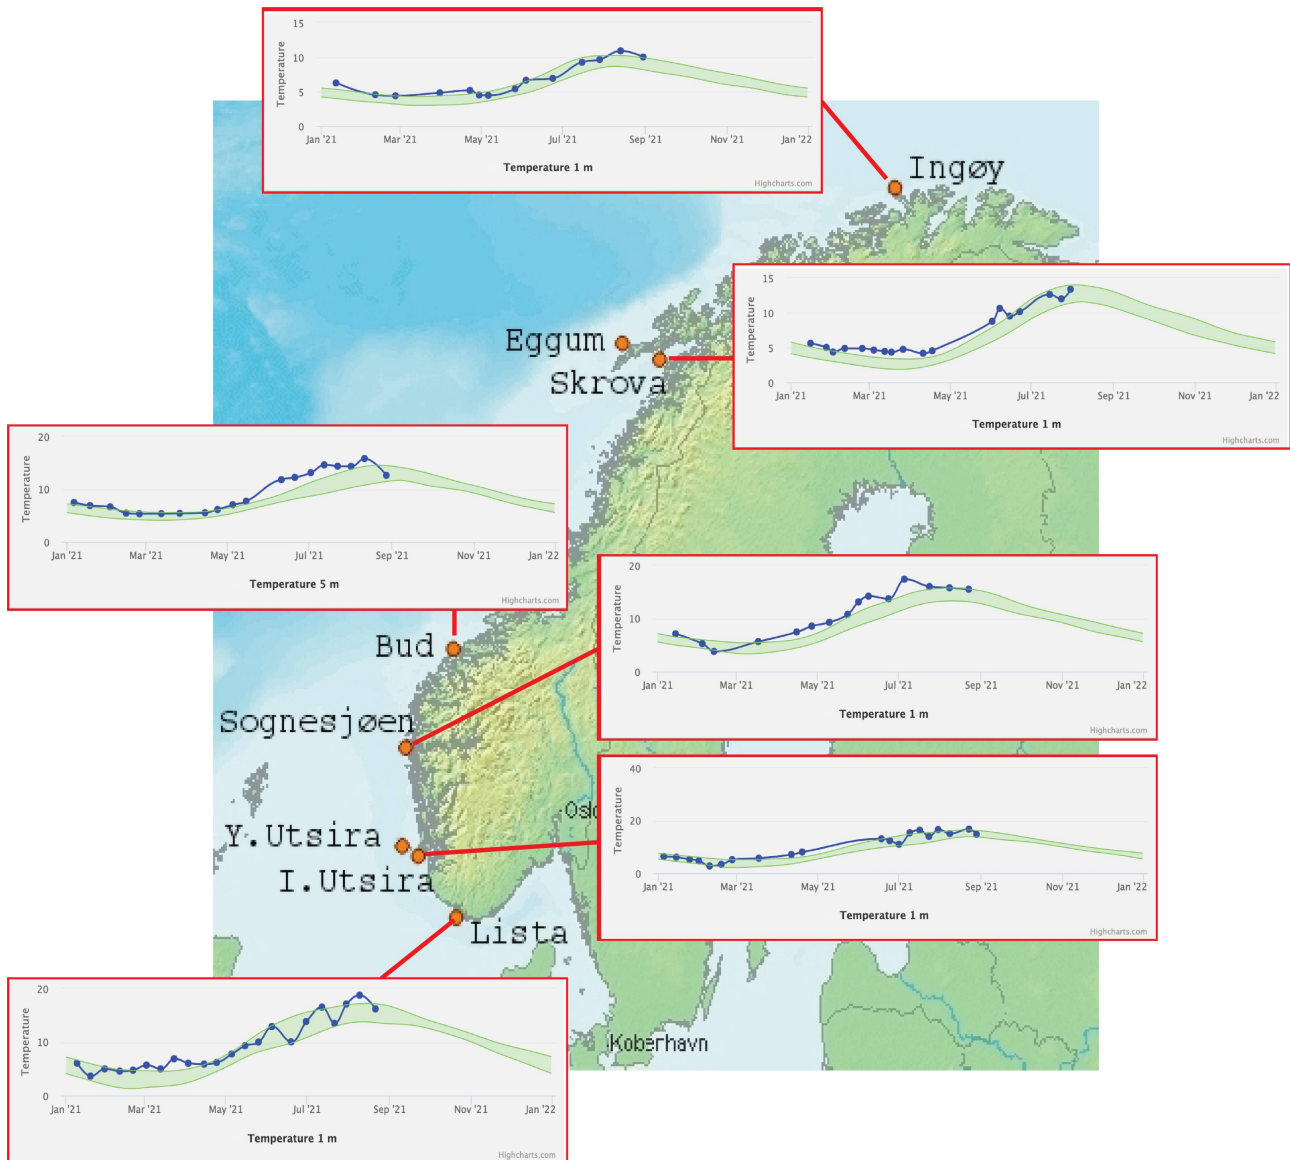 15
10
5
0
Temperature
Jan '21 Mar '21 May '21 Jul '21 Sep '21 Nov '21 Jan '22
Temperature 1 m
Highcharts.com
Ingøy
15
10
5
0
Temperature
Jan '21 Mar '21 May '21 Jul '21 Sep '21 Nov '21 Jan '22
Temperature 1 m
Highcharts.com
Eggum
Skrova
20
10
0
Temperature
Jan '21 Mar '21 May '21 Jul '21 Sep '21 Nov '21 Jan '22
Temperature 5 m
Highcharts.com
Bud
20
10
0
Temperature
Jan '21 Mar '21 May '21 Jul '21 Sep '21 Nov '21 Jan '22
Temperature 1 m
Highcharts.com
Sognesjøen
40
20
0
Temperature
Jan '21 Mar '21 May '21 Jul '21 Sep '21 Nov '21 Jan '22
Temperature 1 m
Highcharts.com
Y.Utsira
I.Utsira
Lista
20
10
0
Temperature
Jan '21 Mar '21 May '21 Jul '21 Sep '21 Nov '21 Jan '22
Temperature 1 m
Highcharts.com